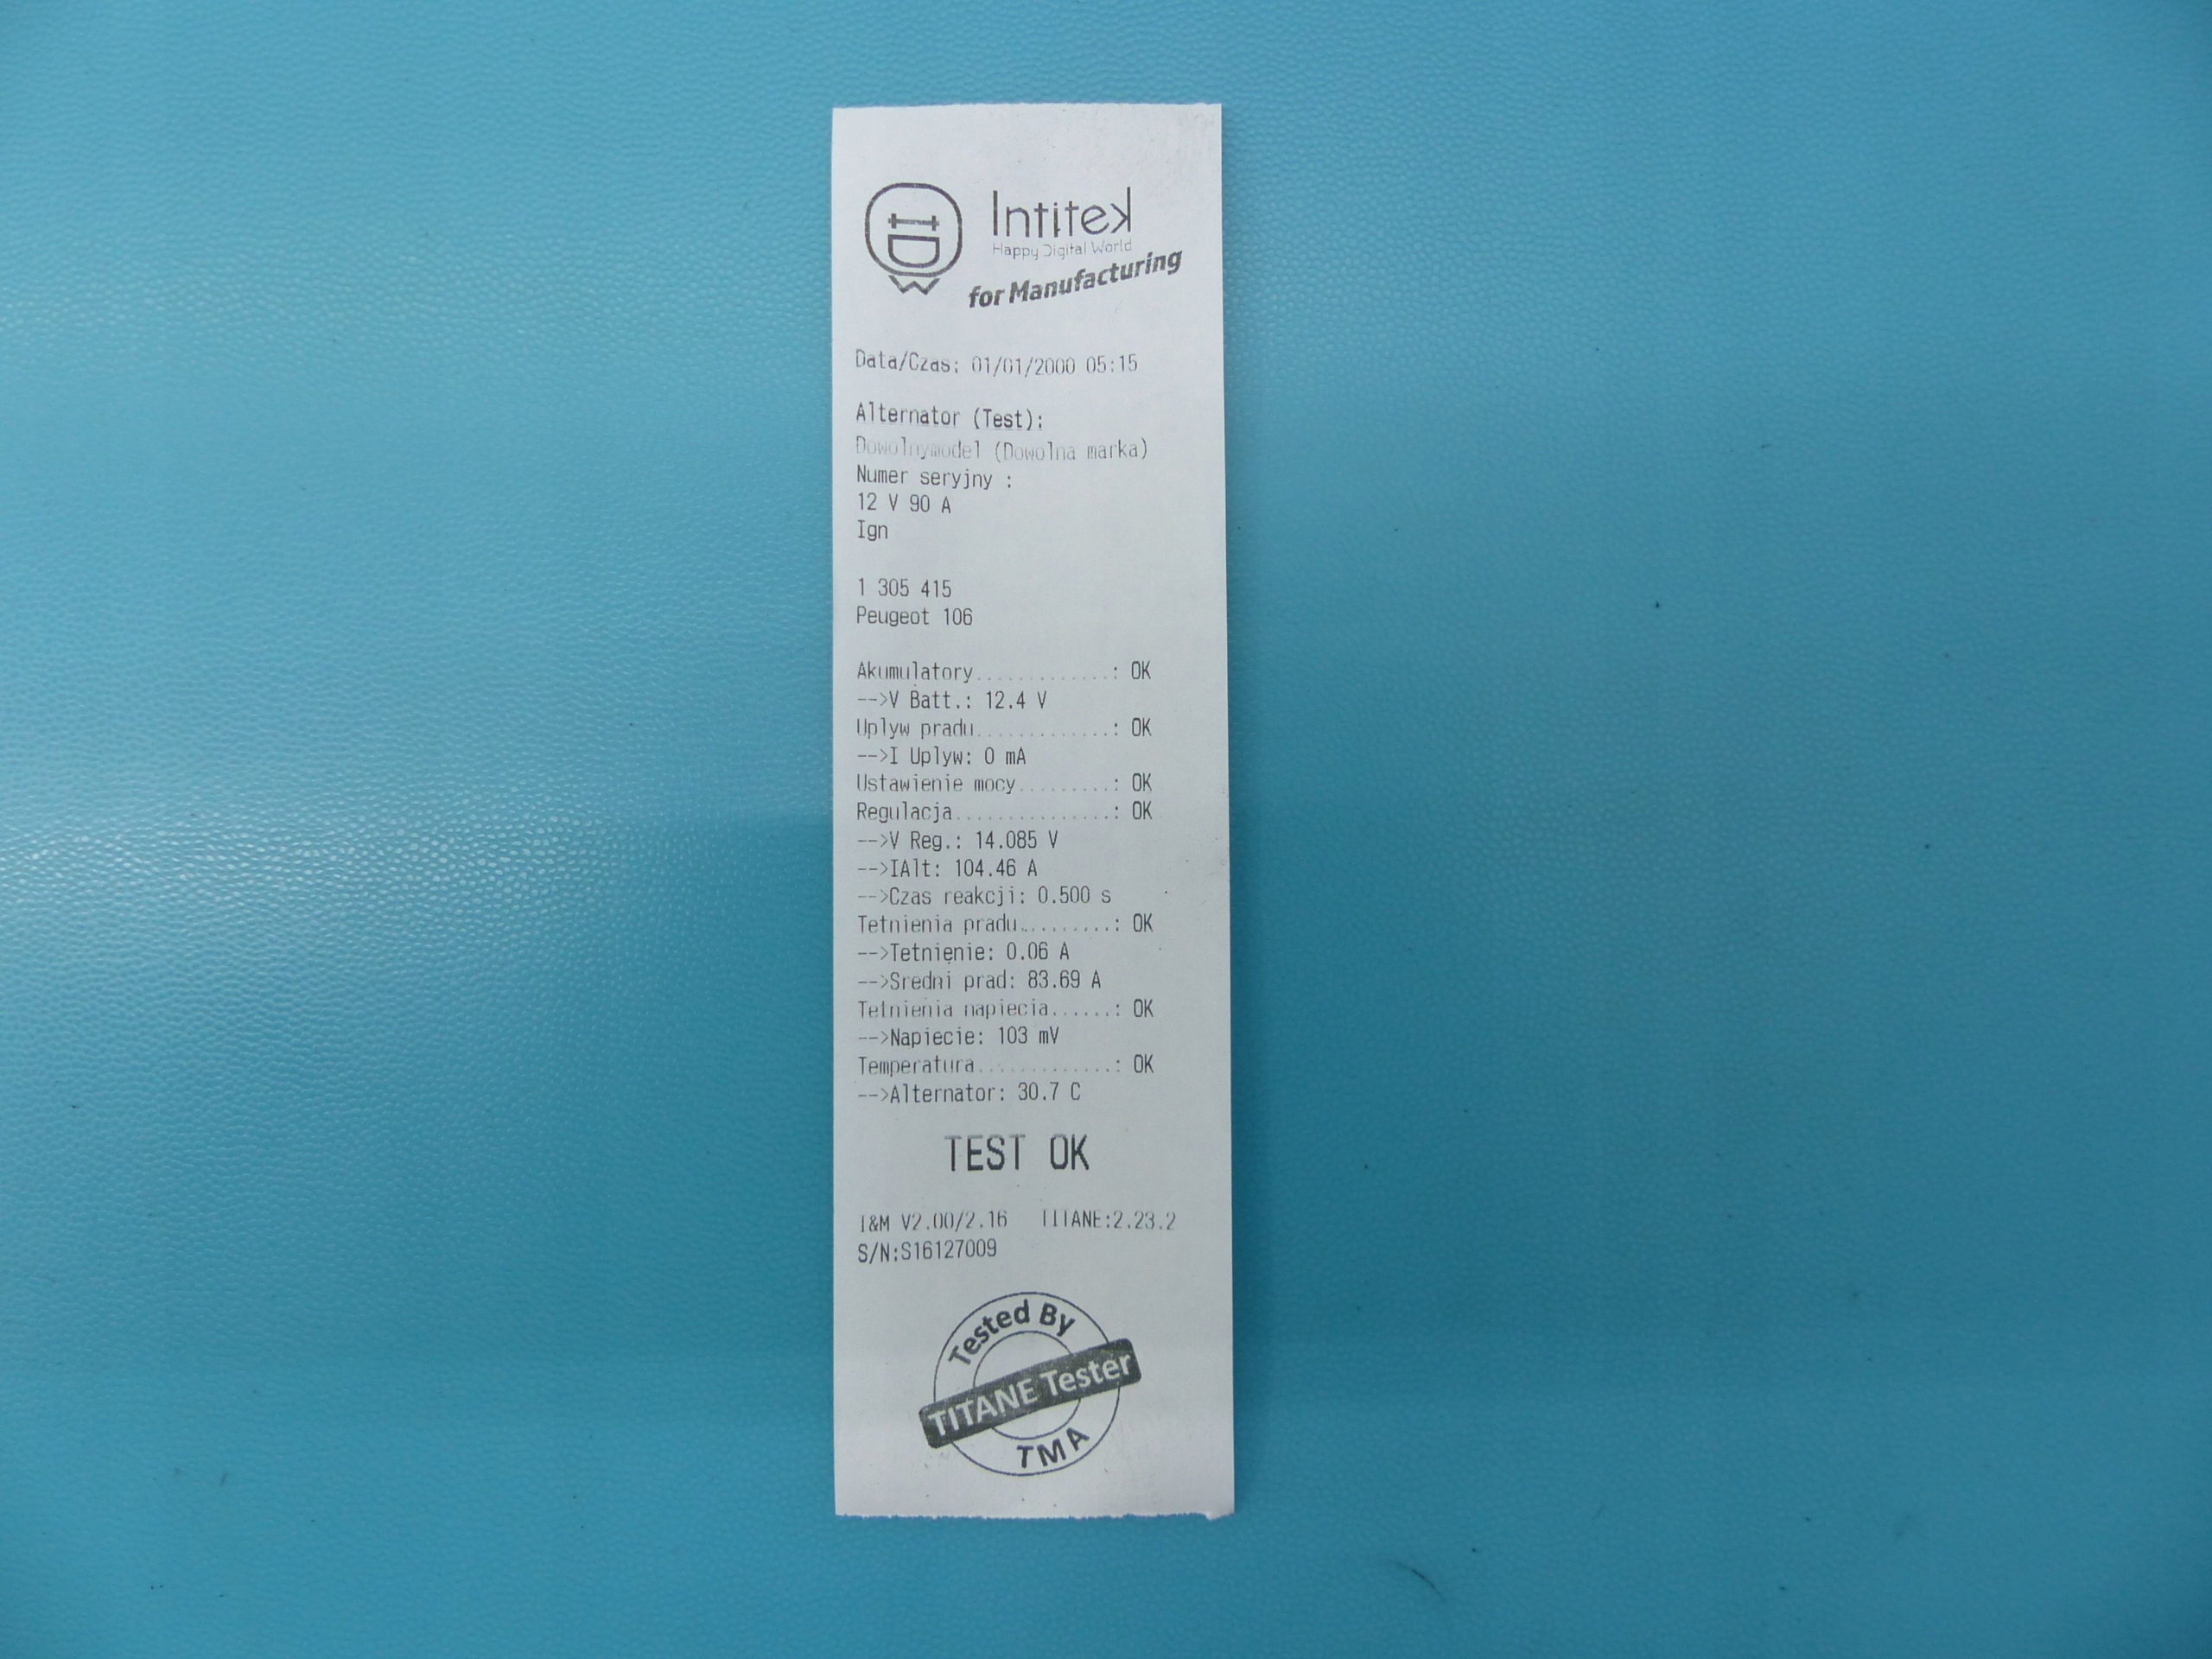 Intitek
Happy Digital World
for Manufacturing
Data/Czas: 01/01/2000 05:15
Alternator (Test):
Dowolnymodel (Dowolna marka)
Numer seryjny :
12 V 90 A
Ign
1 305 415
Peugeot 106
Akumulatory.............: OK
-->V Batt.: 12.4 V
Uplyw pradu.............: OK
-->I Uplyw: 0 mA
Ustawienie mocy.........: OK
Regulacja...............: OK
-->V Reg.: 14.085 V
-->IAlt: 104.46 A
-->Czas reakcji: 0.500 s
Tetnienia pradu.........: OK
-->Tetnienie: 0.06 A
-->Sredni prad: 83.69 A
Tetnienia napiecia......: OK
-->Napiecie: 103 mV
Temperatura.............: OK
-->Alternator: 30.7 C
TEST OK
I&M V2.00/2.16 TITANE:2.23.2
S/N:S16127009
Tested By
TITANE Tester
TMA